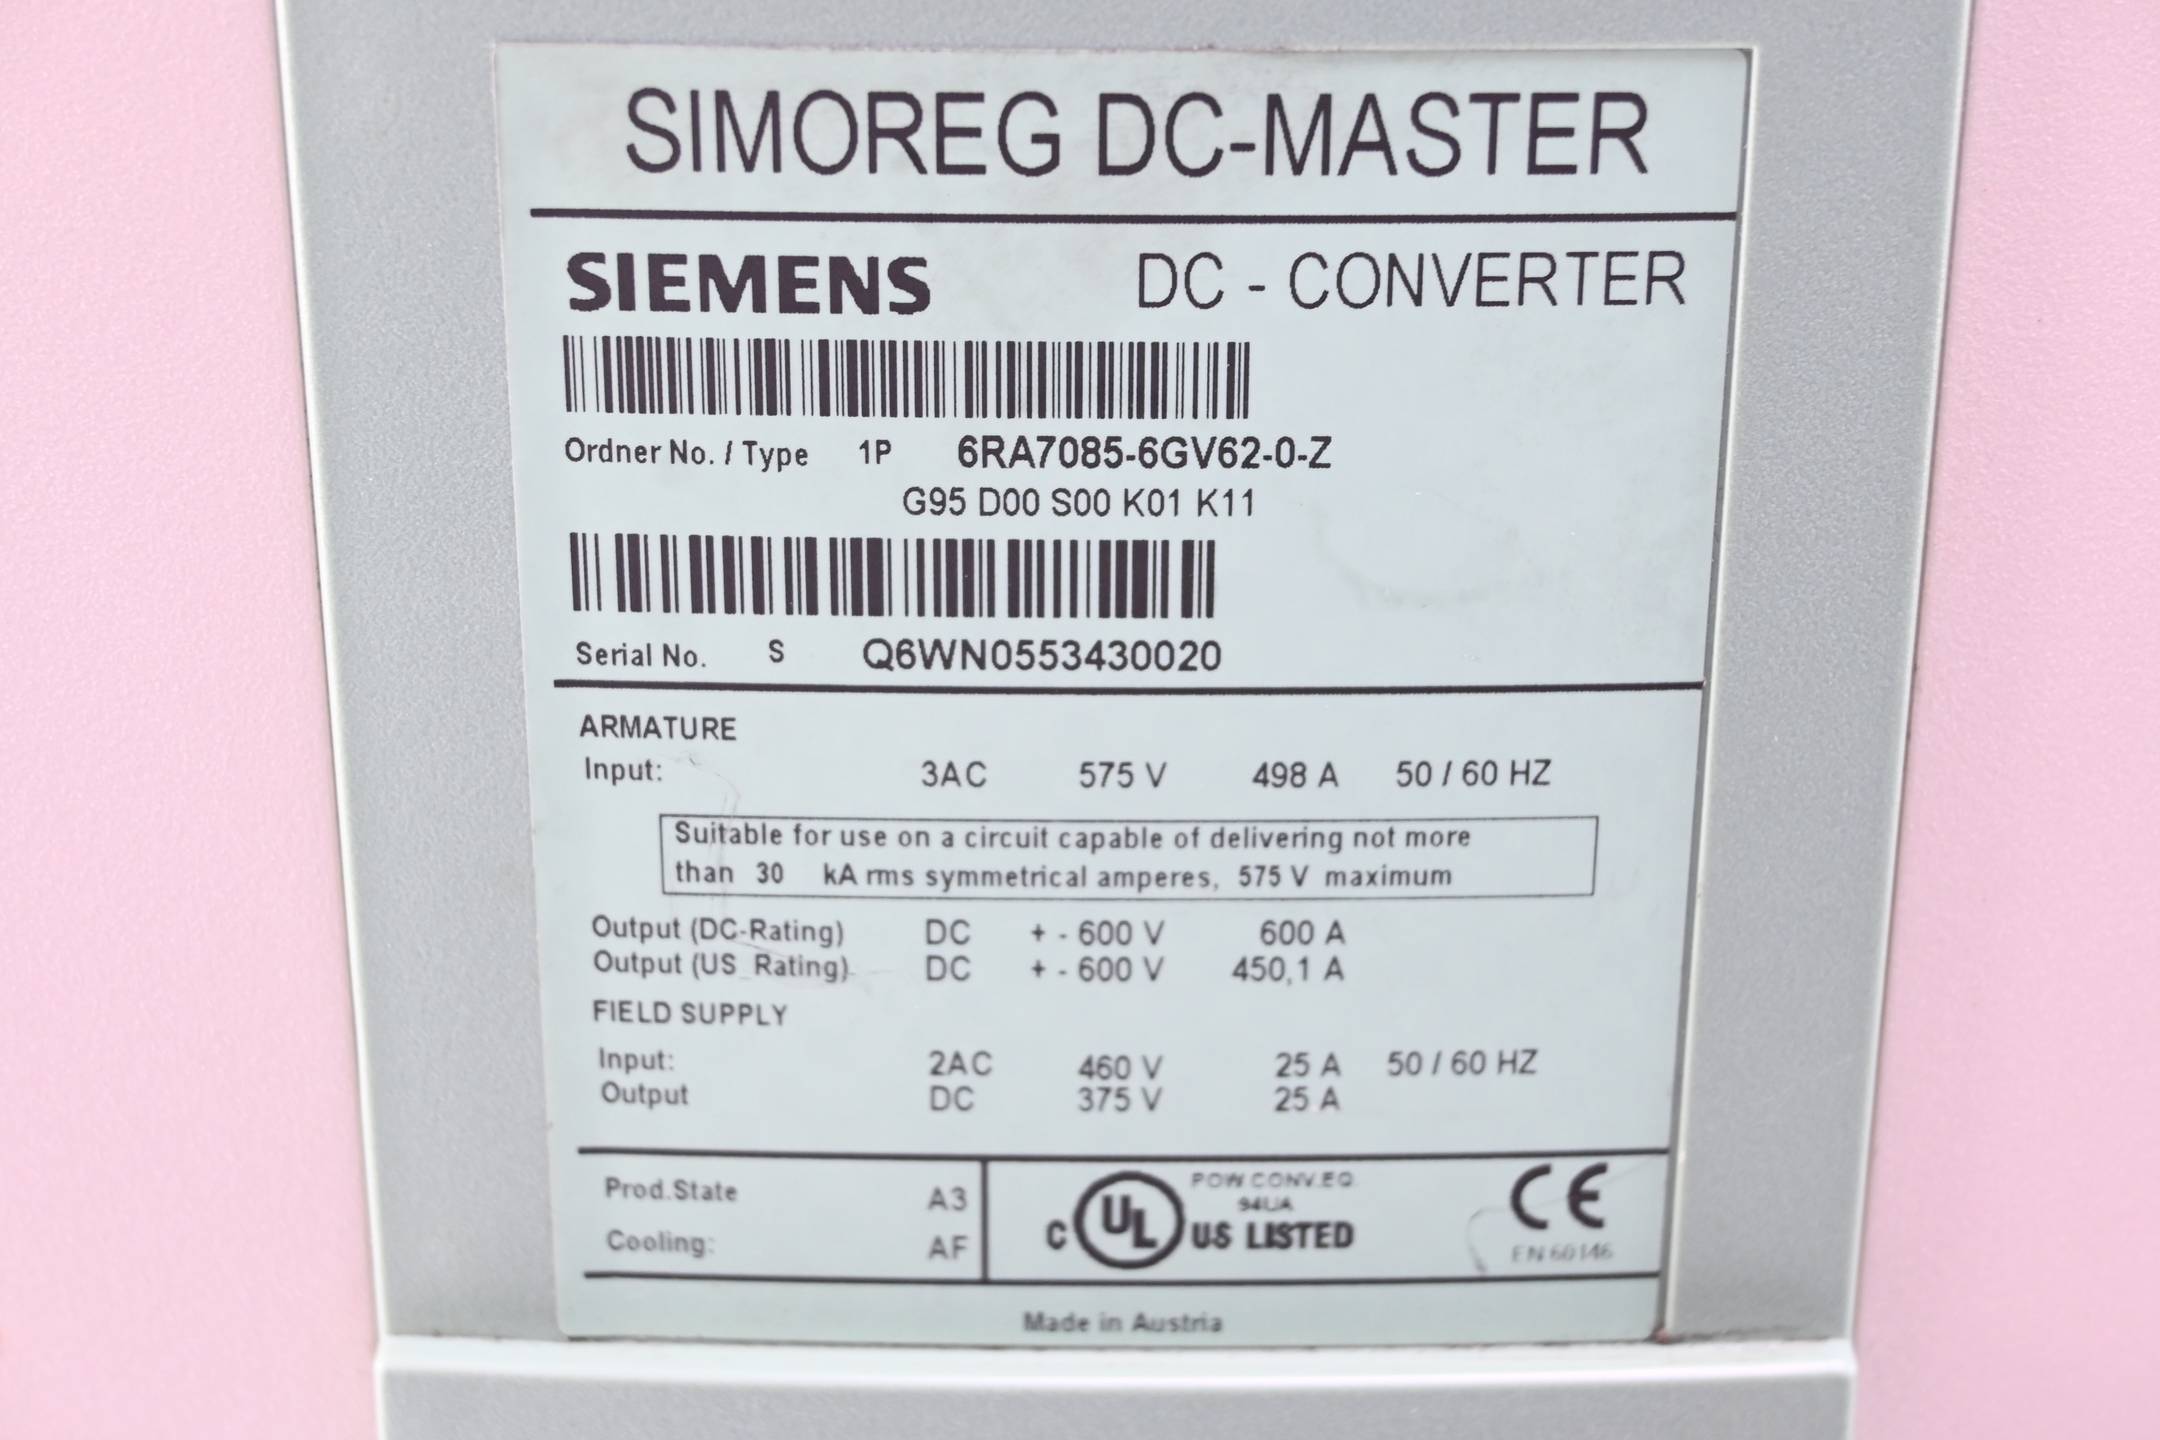 SIMOREG DC-MASTER
SIEMENS DC - CONVERTER
Ordner No. / Type 1P 6RA7085-6GV62-0-Z
G95 D00 S00 K01 K11
Serial No. S Q6WN0553430020
ARMATURE
Input: 3AC 575 V 498 A 50 / 60 HZ
Suitable for use on a circuit capable of delivering not more
than 30 kA rms symmetrical amperes, 575 V maximum
Output (DC-Rating) DC + - 600 V 600 A
Output (US_Rating) DC + - 600 V 450,1 A
FIELD SUPPLY
Input: 2AC 460 V 25 A 50 / 60 HZ
Output DC 375 V 25 A
Prod.State A3
Cooling: AF
POW.CONV.EQ.
94UA
C UL US LISTED
CE
EN 60146
Made in Austria